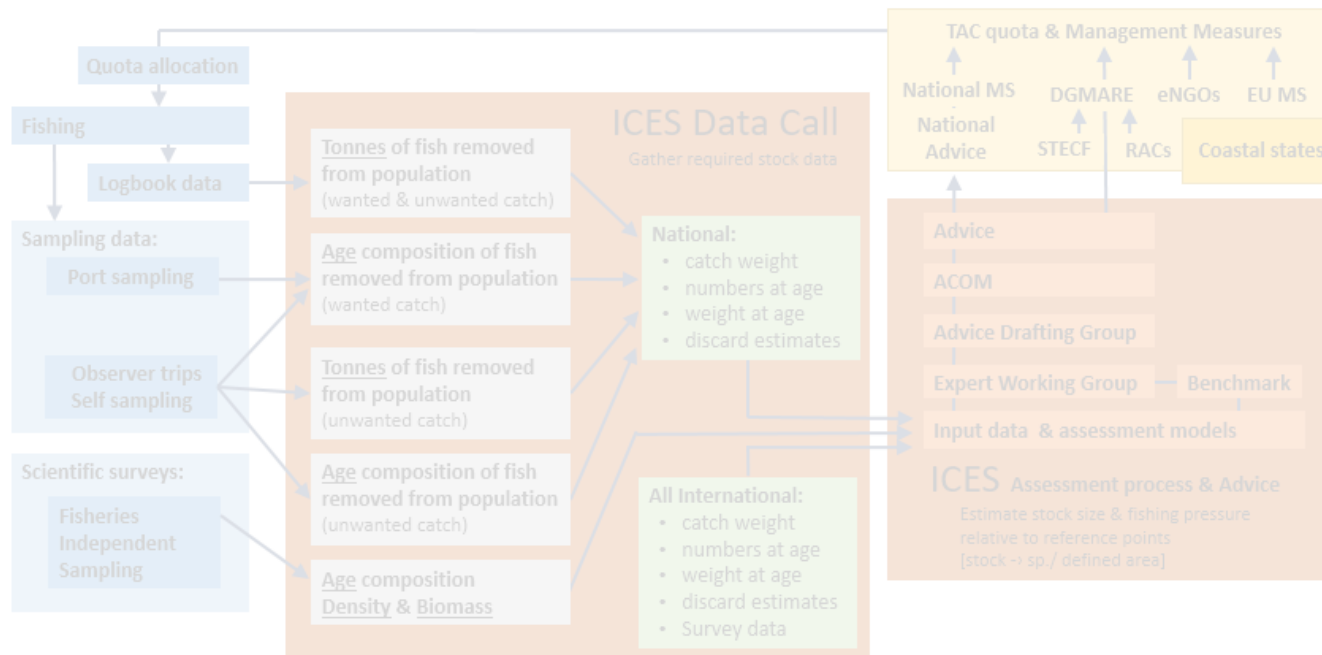 TAC quota & Management Measures
National MS
DGMARE
eNGOs
EU MS
National
Advice
STECF
RACs
Coastal states
Quota allocation
Fishing
Logbook data
Sampling data:
Port sampling
Observer trips
Self sampling
Scientific surveys:
Fisheries
Independent
Sampling
ICES Data Call
Gather required stock data
Tonnes of fish removed
from population
(wanted & unwanted catch)
Age composition of fish
removed from population
(wanted catch)
Tonnes of fish removed
from population
(unwanted catch)
Age composition of fish
removed from population
(unwanted catch)
Age composition
Density & Biomass
National:
• catch weight
• numbers at age
• weight at age
• discard estimates
All International:
• catch weight
• numbers at age
• weight at age
• discard estimates
• Survey data
Advice
ACOM
Advice Drafting Group
Expert Working Group
Benchmark
Input data & assessment models
ICES Assessment process & Advice
Estimate stock size & fishing pressure
relative to reference points
[stock -> sp./ defined area]